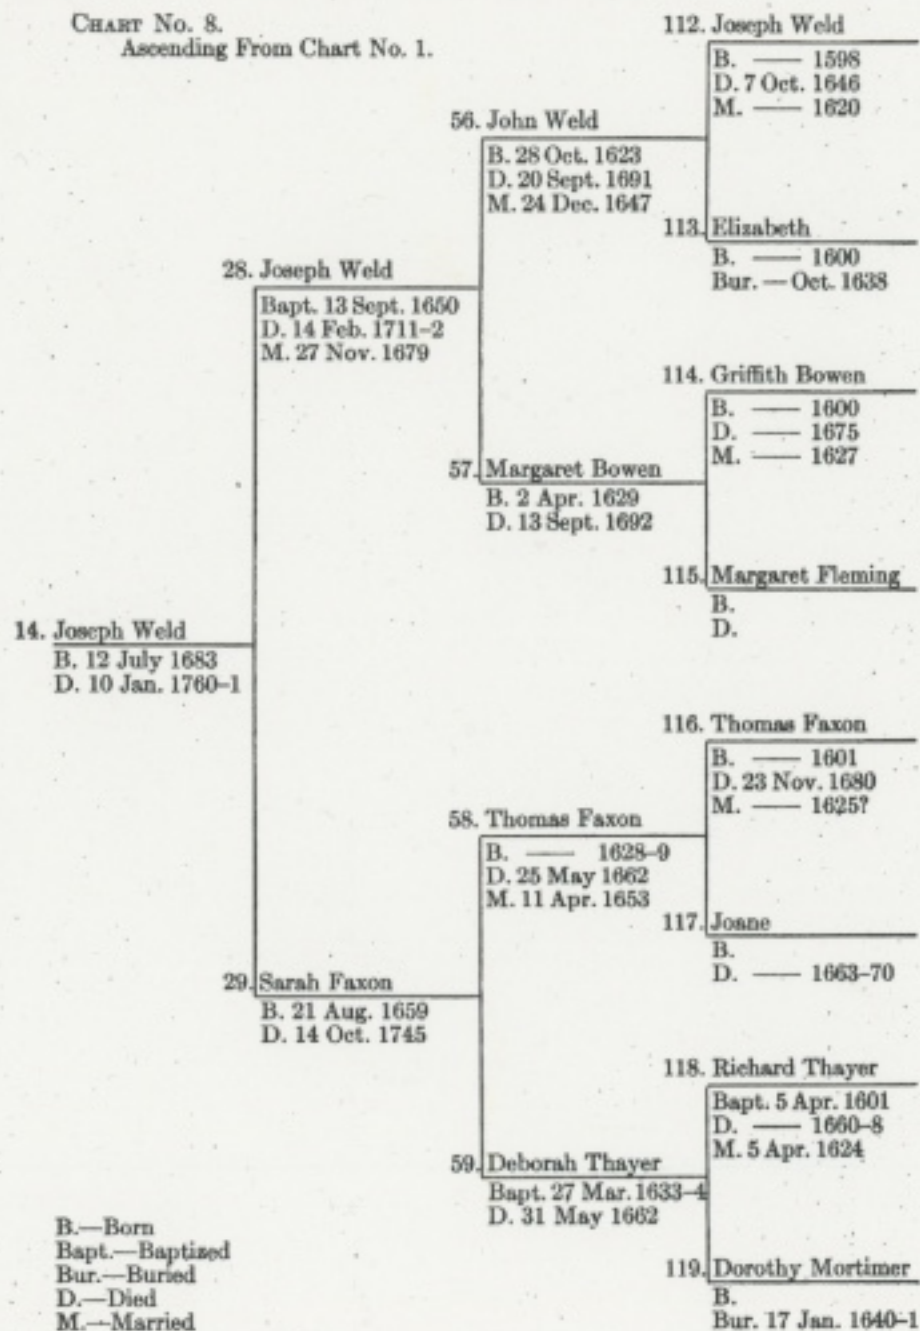 CHART No. 8.
Ascending From Chart No. 1.
112. Joseph Weld
B. —— 1598
D. 7 Oct. 1646
M. —— 1620
56. John Weld
B. 28 Oct. 1623
D. 20 Sept. 1691
M. 24 Dec. 1647
113. Elizabeth
B. —— 1600
Bur. — Oct. 1638
28. Joseph Weld
Bapt. 13 Sept. 1650
D. 14 Feb. 1711–2
M. 27 Nov. 1679
114. Griffith Bowen
B. —— 1600
D. —— 1675
M. —— 1627
57. Margaret Bowen
B. 2 Apr. 1629
D. 13 Sept. 1692
115. Margaret Fleming
B.
D.
14. Joseph Weld
B. 12 July 1683
D. 10 Jan. 1760–1
116. Thomas Faxon
B. —— 1601
D. 23 Nov. 1680
M. —— 1625?
58. Thomas Faxon
B. —— 1628–9
D. 25 May 1662
M. 11 Apr. 1653
117. Joane
B.
D. —— 1663–70
29. Sarah Faxon
B. 21 Aug. 1659
D. 14 Oct. 1745
118. Richard Thayer
Bapt. 5 Apr. 1601
D. —— 1660–8
M. 5 Apr. 1624
59. Deborah Thayer
Bapt. 27 Mar. 1633–4
D. 31 May 1662
119. Dorothy Mortimer
B.
Bur. 17 Jan. 1640–1
B.—Born
Bapt.—Baptized
Bur.—Buried
D.—Died
M.—Married